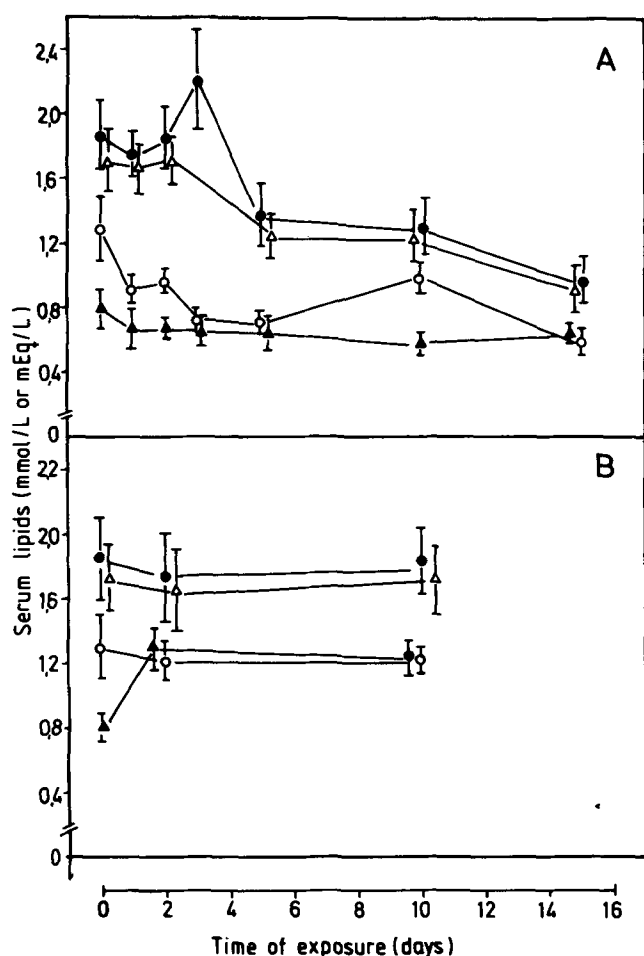 A
2,4
2,0
1,6
1,2
0,8
0,4
0
Serum lipids (mmol/L or mEq/L)
B
2,2
2,0
1,6
1,2
0,8
0,4
0
0 2 4 6 8 10 12 14 16
Time of exposure (days)